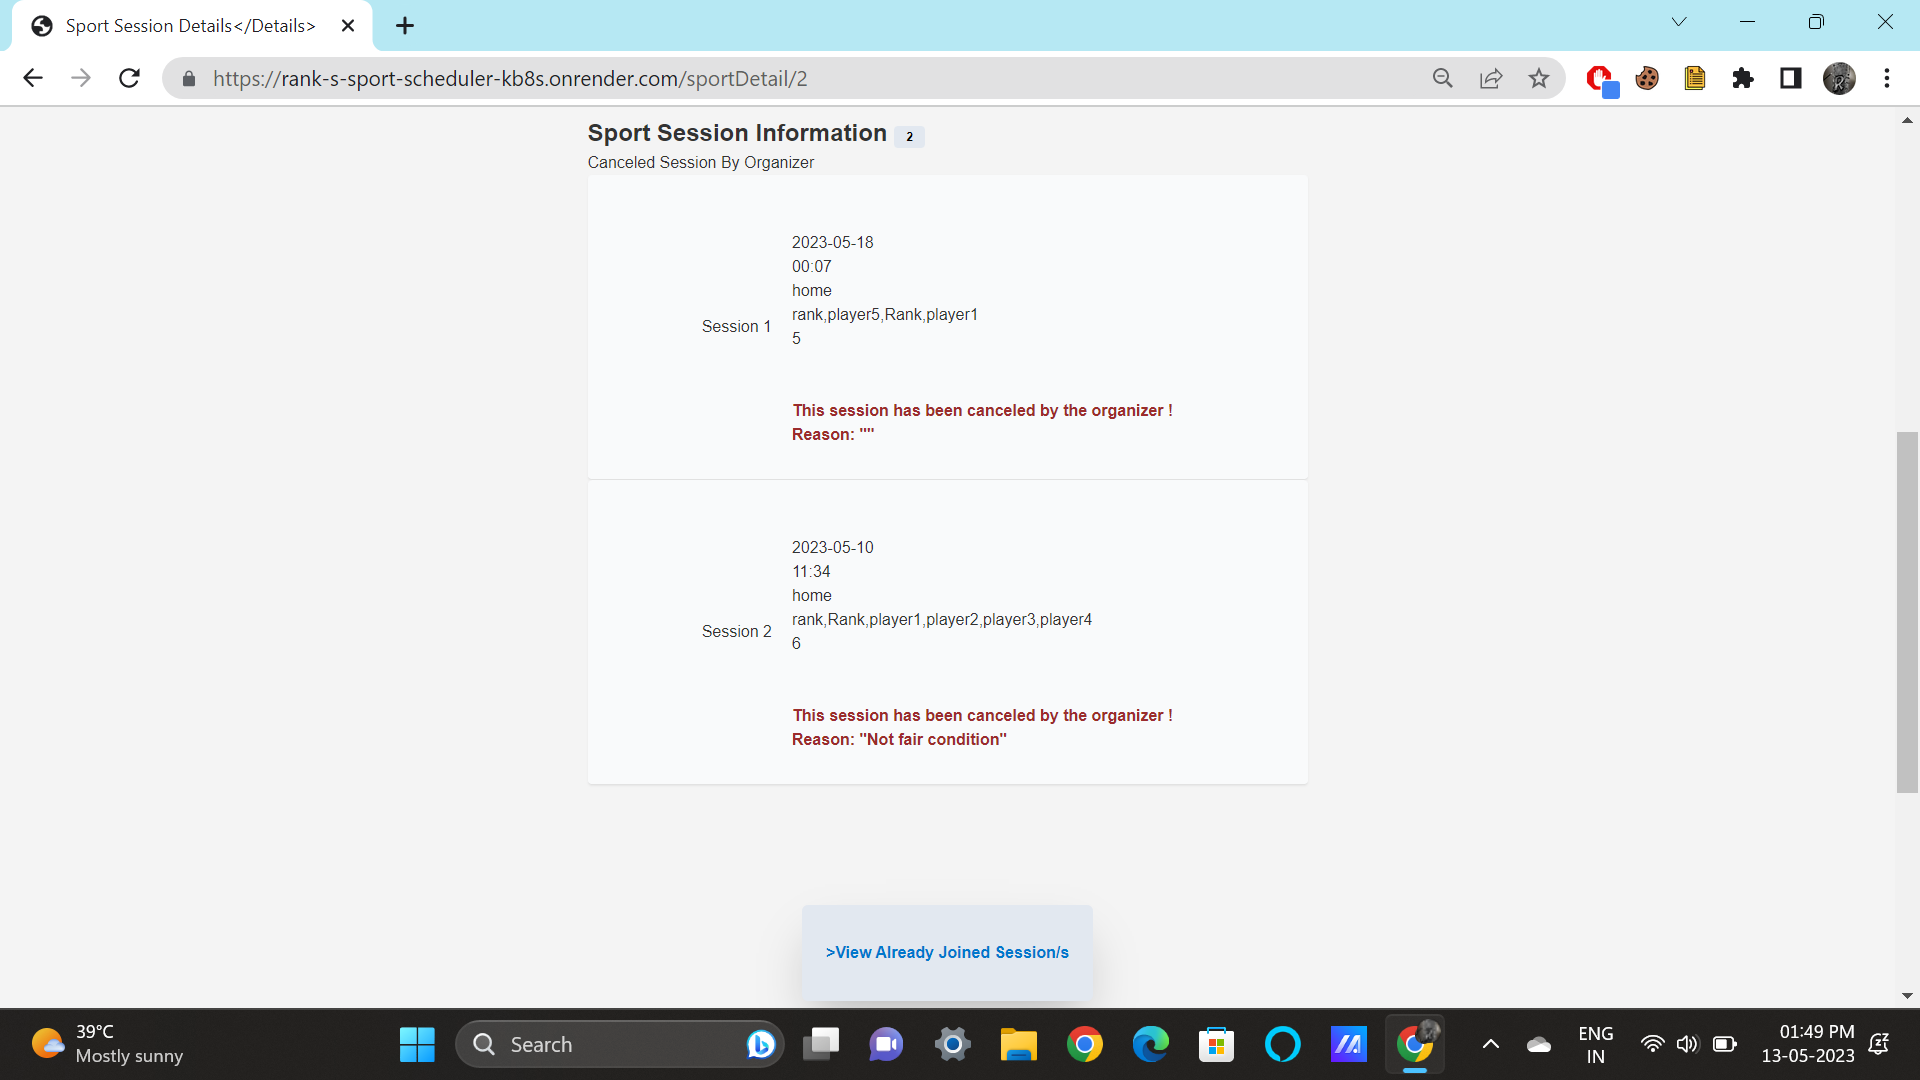 Sport Session Details</Details>
https://rank-s-sport-scheduler-kb8s.onrender.com/sportDetail/2
Sport Session Information 2
Canceled Session By Organizer
Session 1
2023-05-18
00:07
home
rank,player5,Rank,player1
5
This session has been canceled by the organizer !
Reason: ""
Session 2
2023-05-10
11:34
home
rank,Rank,player1,player2,player3,player4
6
This session has been canceled by the organizer !
Reason: "Not fair condition"
>View Already Joined Session/s
39°C
Mostly sunny
Search
ENG
IN
01:49 PM
13-05-2023